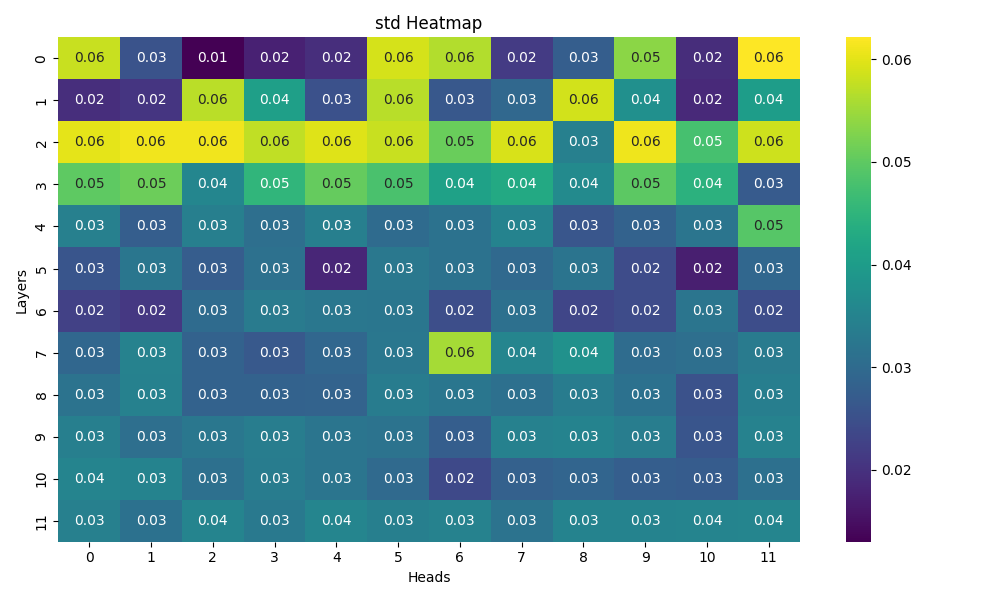 std Heatmap
0 0.06 0.03 0.01 0.02 0.02 0.06 0.06 0.02 0.03 0.05 0.02 0.06
1 0.02 0.02 0.06 0.04 0.03 0.06 0.03 0.03 0.06 0.04 0.02 0.04
2 0.06 0.06 0.06 0.06 0.06 0.06 0.05 0.06 0.03 0.06 0.05 0.06
3 0.05 0.05 0.04 0.05 0.05 0.05 0.04 0.04 0.04 0.05 0.04 0.03
4 0.03 0.03 0.03 0.03 0.03 0.03 0.03 0.03 0.03 0.03 0.03 0.05
5 0.03 0.03 0.03 0.03 0.02 0.03 0.03 0.03 0.03 0.02 0.02 0.03
6 0.02 0.02 0.03 0.03 0.03 0.03 0.02 0.03 0.02 0.02 0.03 0.02
7 0.03 0.03 0.03 0.03 0.03 0.03 0.06 0.04 0.04 0.03 0.03 0.03
8 0.03 0.03 0.03 0.03 0.03 0.03 0.03 0.03 0.03 0.03 0.03 0.03
9 0.03 0.03 0.03 0.03 0.03 0.03 0.03 0.03 0.03 0.03 0.03 0.03
10 0.04 0.03 0.03 0.03 0.03 0.03 0.02 0.03 0.03 0.03 0.03 0.03
11 0.03 0.03 0.04 0.03 0.04 0.03 0.03 0.03 0.03 0.03 0.04 0.04
0 1 2 3 4 5 6 7 8 9 10 11
Heads
Layers
0.06
0.05
0.04
0.03
0.02